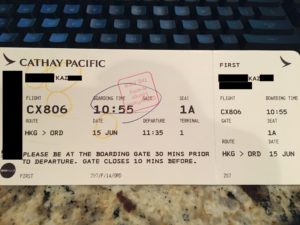 CATHAY PACIFIC
FIRST
KAZ
FLIGHT BOARDING TIME GATE SEAT
CX806 10:55 1A
ROUTE DATE DEPARTURE TERMINAL
HKG > ORD 15 JUN 11:35 1
PLEASE BE AT THE BOARDING GATE 30 MINS PRIOR
TO DEPARTURE. GATE CLOSES 10 MINS BEFORE.
FIRST
FLIGHT BOARDING TIME
CX806 10:55
GATE SEAT
1A
ROUTE DATE
HKG > ORD 15 JUN